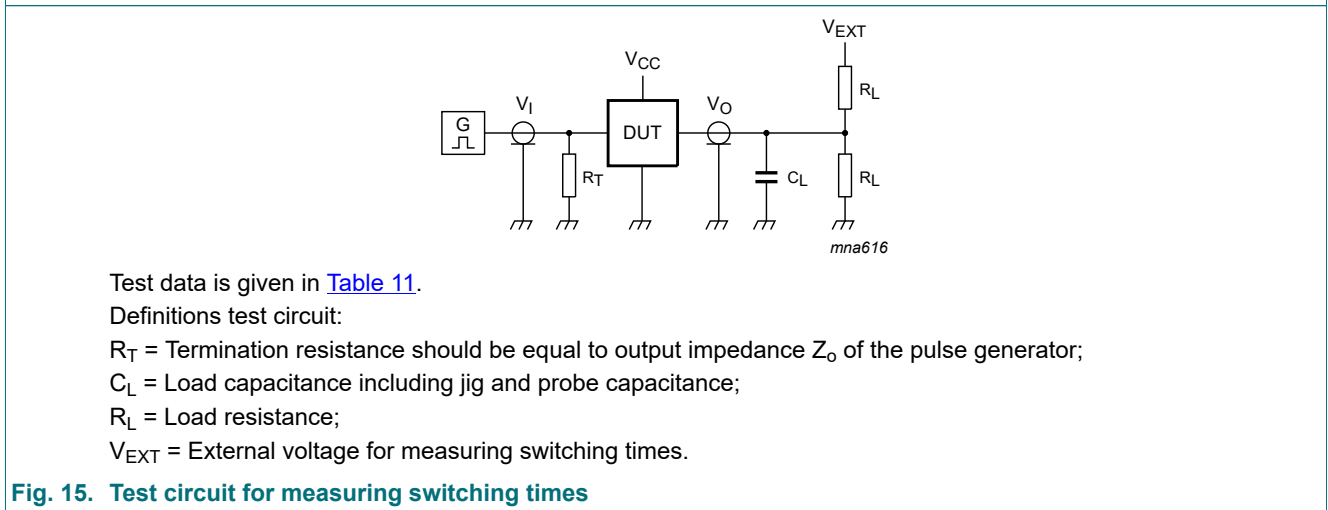 VEXT
VCC
RL
VI
VO
G
DUT
RT
CL
RL
mna616
Test data is given in Table 11.
Definitions test circuit:
RT = Termination resistance should be equal to output impedance Zo of the pulse generator;
CL = Load capacitance including jig and probe capacitance;
RL = Load resistance;
VEXT = External voltage for measuring switching times.
Fig. 15. Test circuit for measuring switching times